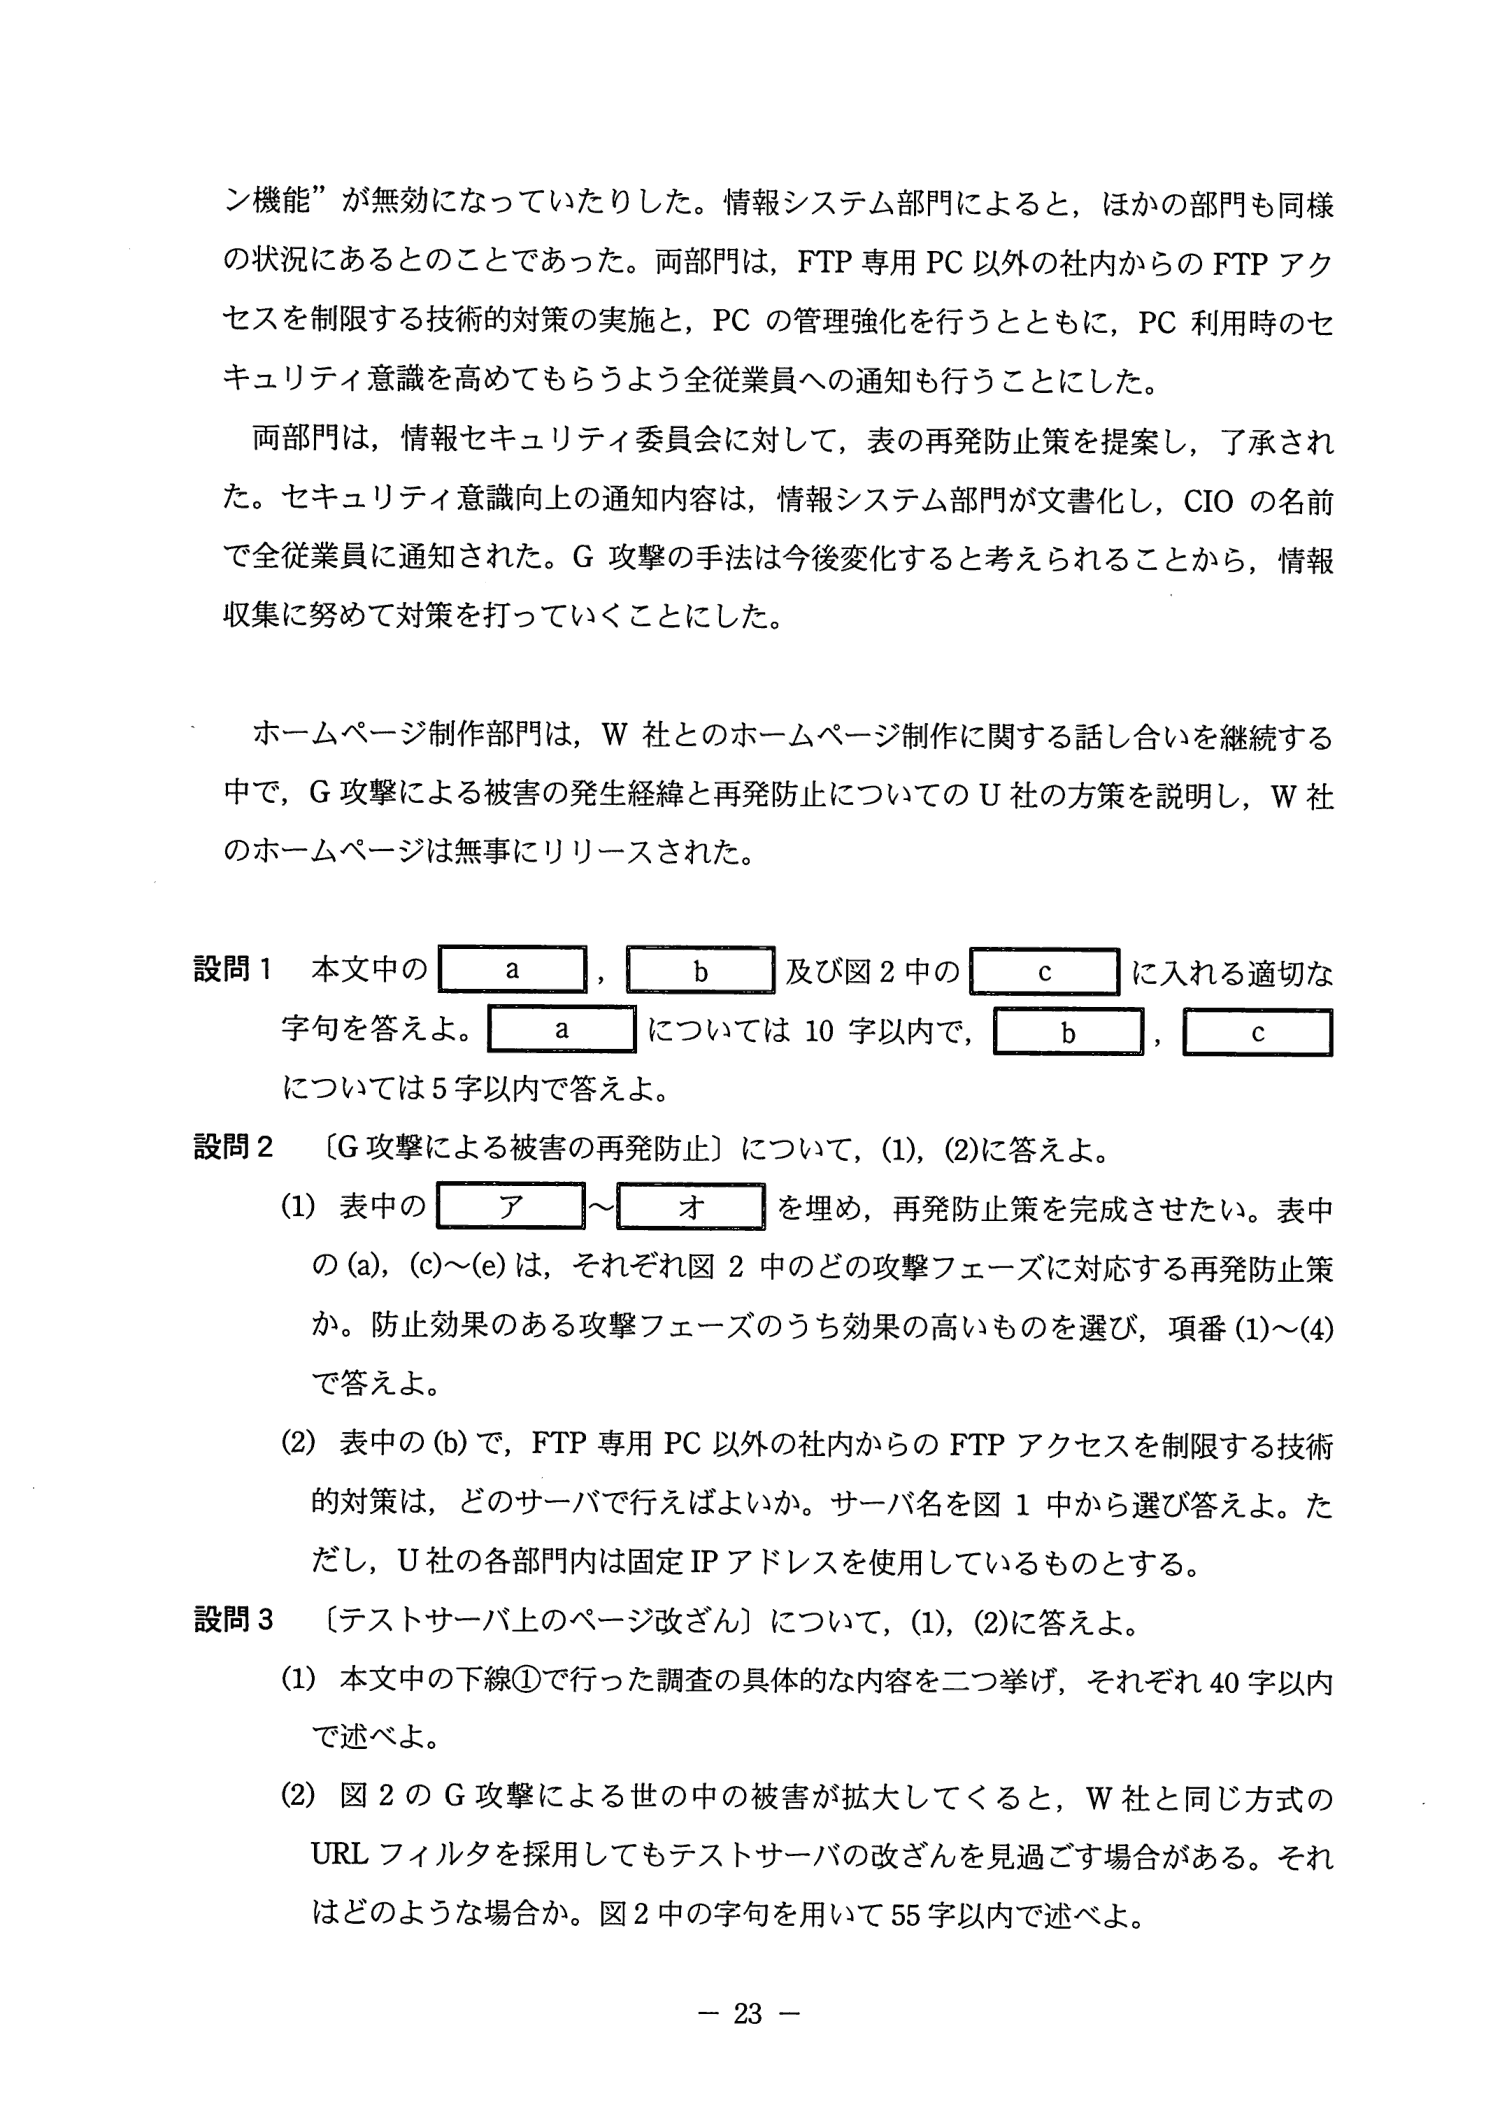 ン機能”が無効になっていたりした。情報システム部門によると，ほかの部門も同様
の状況にあるとのことであった。両部門は，FTP 専用 PC 以外の社内からの FTP アク
セスを制限する技術的対策の実施と，PC の管理強化を行うとともに，PC 利用時のセ
キュリティ意識を高めてもらうよう全従業員への通知も行うことにした。
両部門は，情報セキュリティ委員会に対して，表の再発防止策を提案し，了承され
た。セキュリティ意識向上の通知内容は，情報システム部門が文書化し，CIO の名前
で全従業員に通知された。G 攻撃の手法は今後変化すると考えられることから，情報
収集に努めて対策を打っていくことにした。
ホームページ制作部門は，W 社とのホームページ制作に関する話し合いを継続する
中で，G 攻撃による被害の発生経緯と再発防止についての U 社の方策を説明し，W 社
のホームページは無事にリリースされた。
設問1 本文中の a ， b 及び図 2 中の c に入れる適切な
字句を答えよ。 a については 10 字以内で， b ， c
については 5 字以内で答えよ。
設問2 〔G 攻撃による被害の再発防止〕について，(1)，(2)に答えよ。
(1) 表中の ア ～ オ を埋め，再発防止策を完成させたい。表中
の (a)，(c)～(e) は，それぞれ図 2 中のどの攻撃フェーズに対応する再発防止策
か。防止効果のある攻撃フェーズのうち効果の高いものを選び，項番 (1)～(4)
で答えよ。
(2) 表中の (b) で，FTP 専用 PC 以外の社内からの FTP アクセスを制限する技術
的対策は，どのサーバで行えばよいか。サーバ名を図 1 中から選び答えよ。た
だし，U 社の各部門内は固定 IP アドレスを使用しているものとする。
設問3 〔テストサーバ上のページ改ざん〕について，(1)，(2)に答えよ。
(1) 本文中の下線①で行った調査の具体的な内容を二つ挙げ，それぞれ 40 字以内
で述べよ。
(2) 図 2 の G 攻撃による世の中の被害が拡大してくると，W 社と同じ方式の
URL フィルタを採用してもテストサーバの改ざんを見過ごす場合がある。それ
はどのような場合か。図 2 中の字句を用いて 55 字以内で述べよ。
－ 23 －